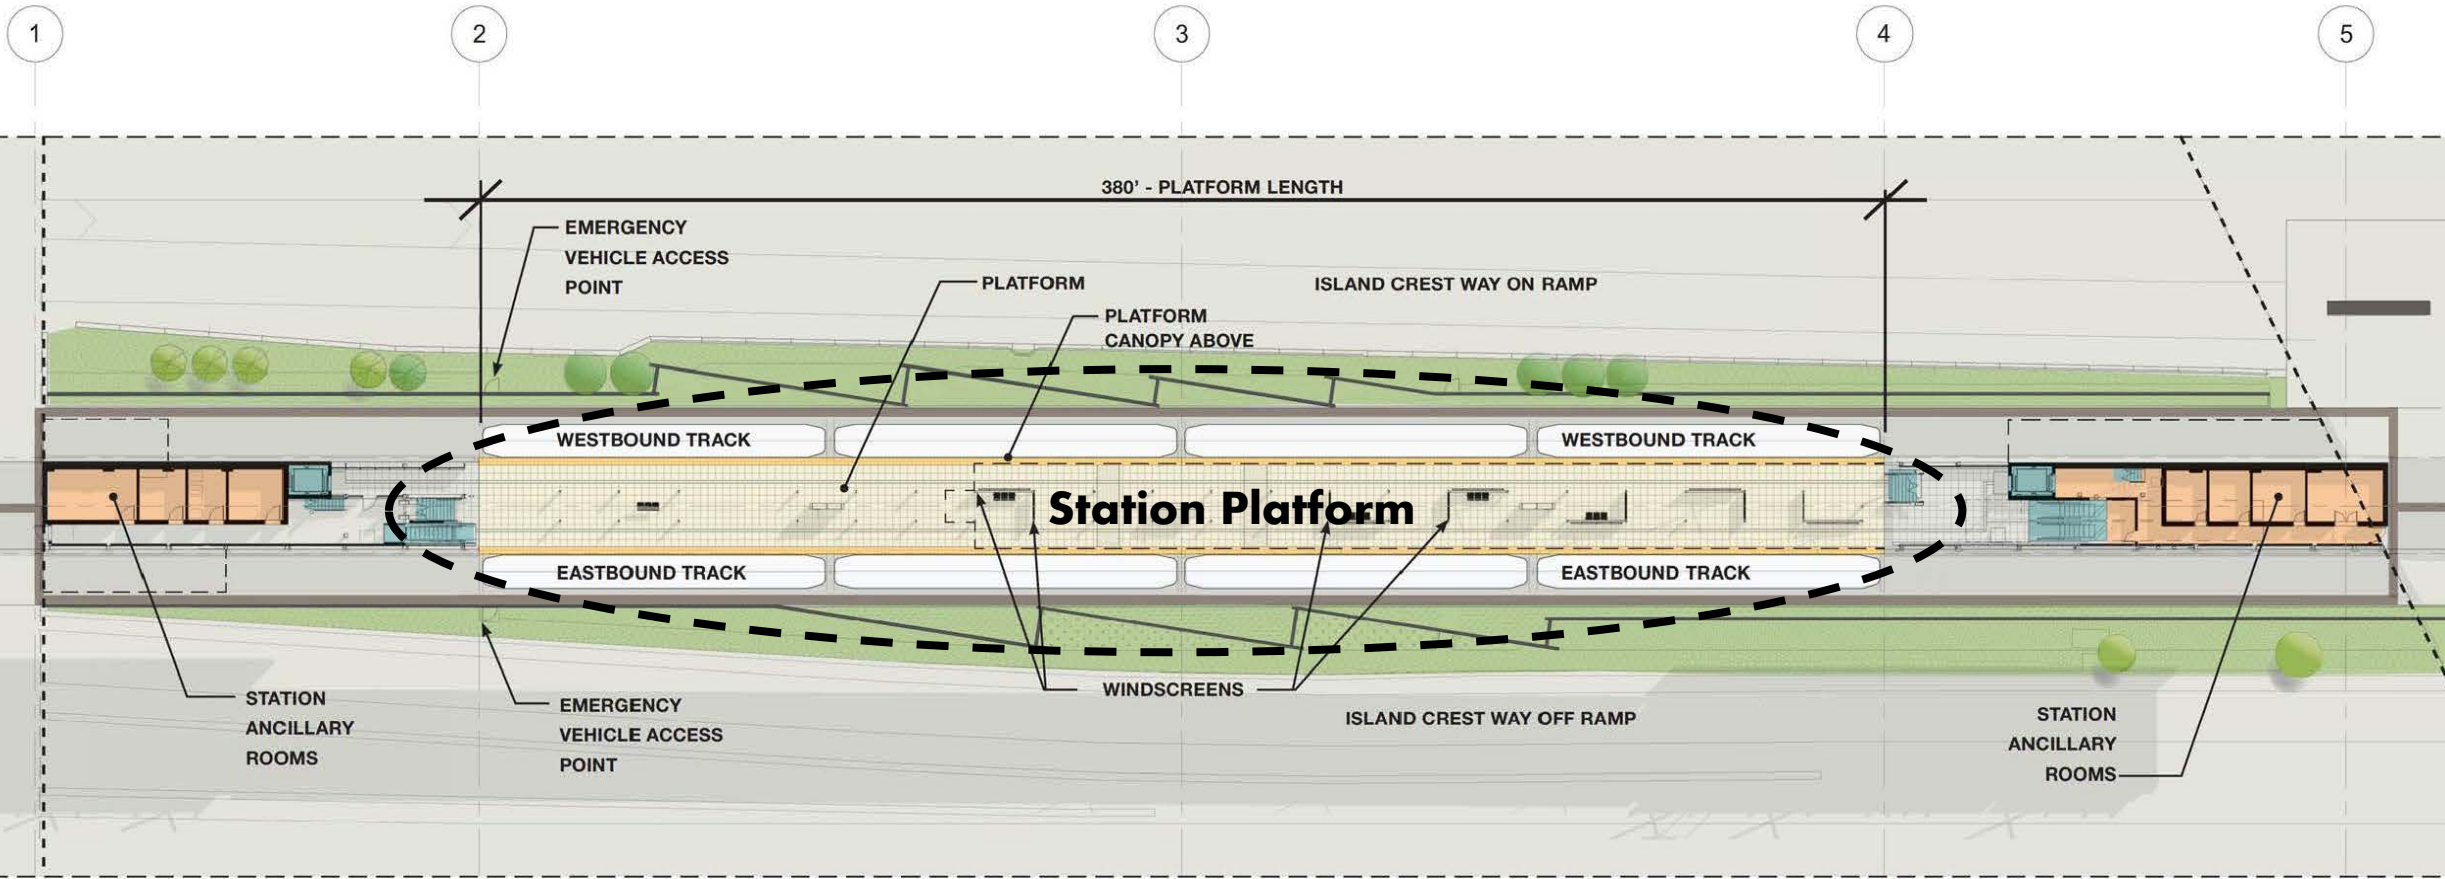 1
2
3
4
5
380' - PLATFORM LENGTH
EMERGENCY
VEHICLE ACCESS
POINT
PLATFORM
ISLAND CREST WAY ON RAMP
PLATFORM
CANOPY ABOVE
WESTBOUND TRACK
WESTBOUND TRACK
Station Platform
EASTBOUND TRACK
EASTBOUND TRACK
STATION
ANCILLARY
ROOMS
EMERGENCY
VEHICLE ACCESS
POINT
WINDSCREENS
ISLAND CREST WAY OFF RAMP
STATION
ANCILLARY
ROOMS